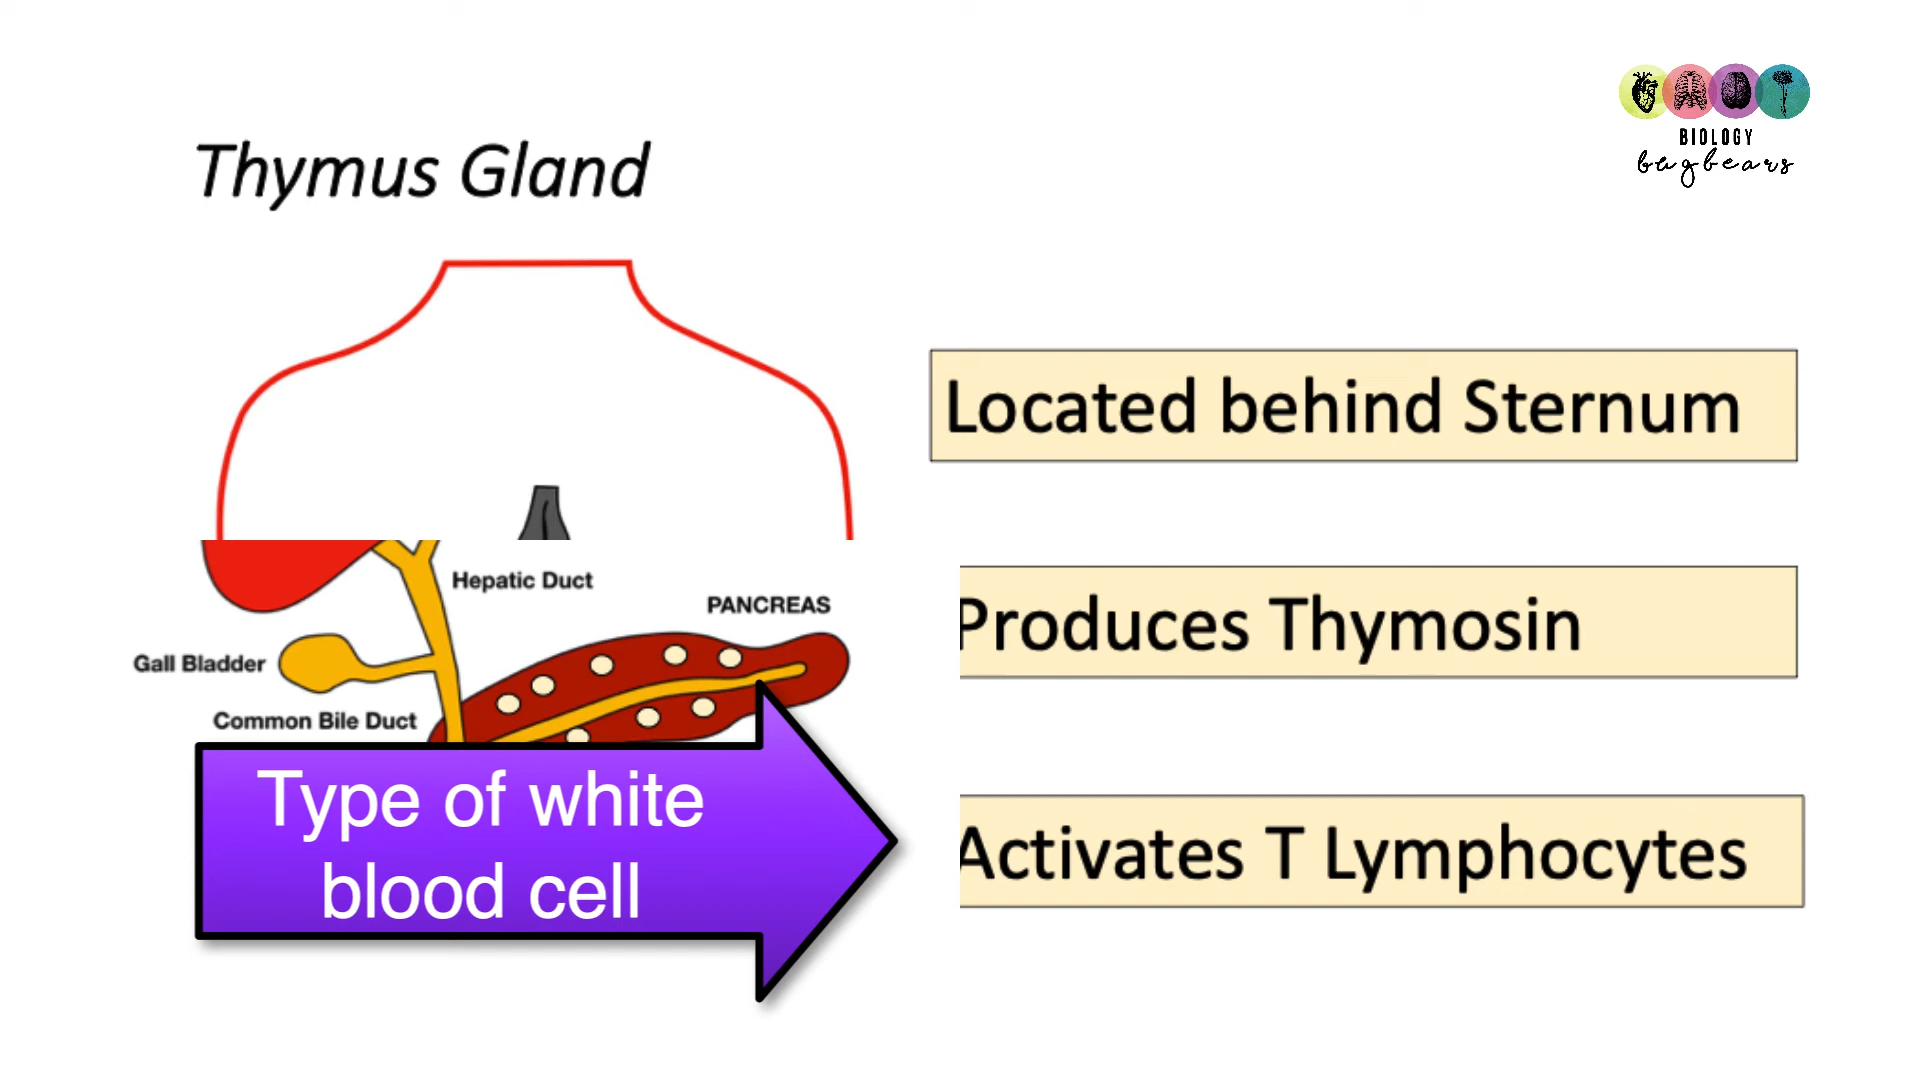 BIOLOGY
bugbears
Thymus Gland
Located behind Sternum
Hepatic Duct
PANCREAS
Produces Thymosin
Gall Bladder
Common Bile Duct
Type of white
blood cell
Activates T Lymphocytes